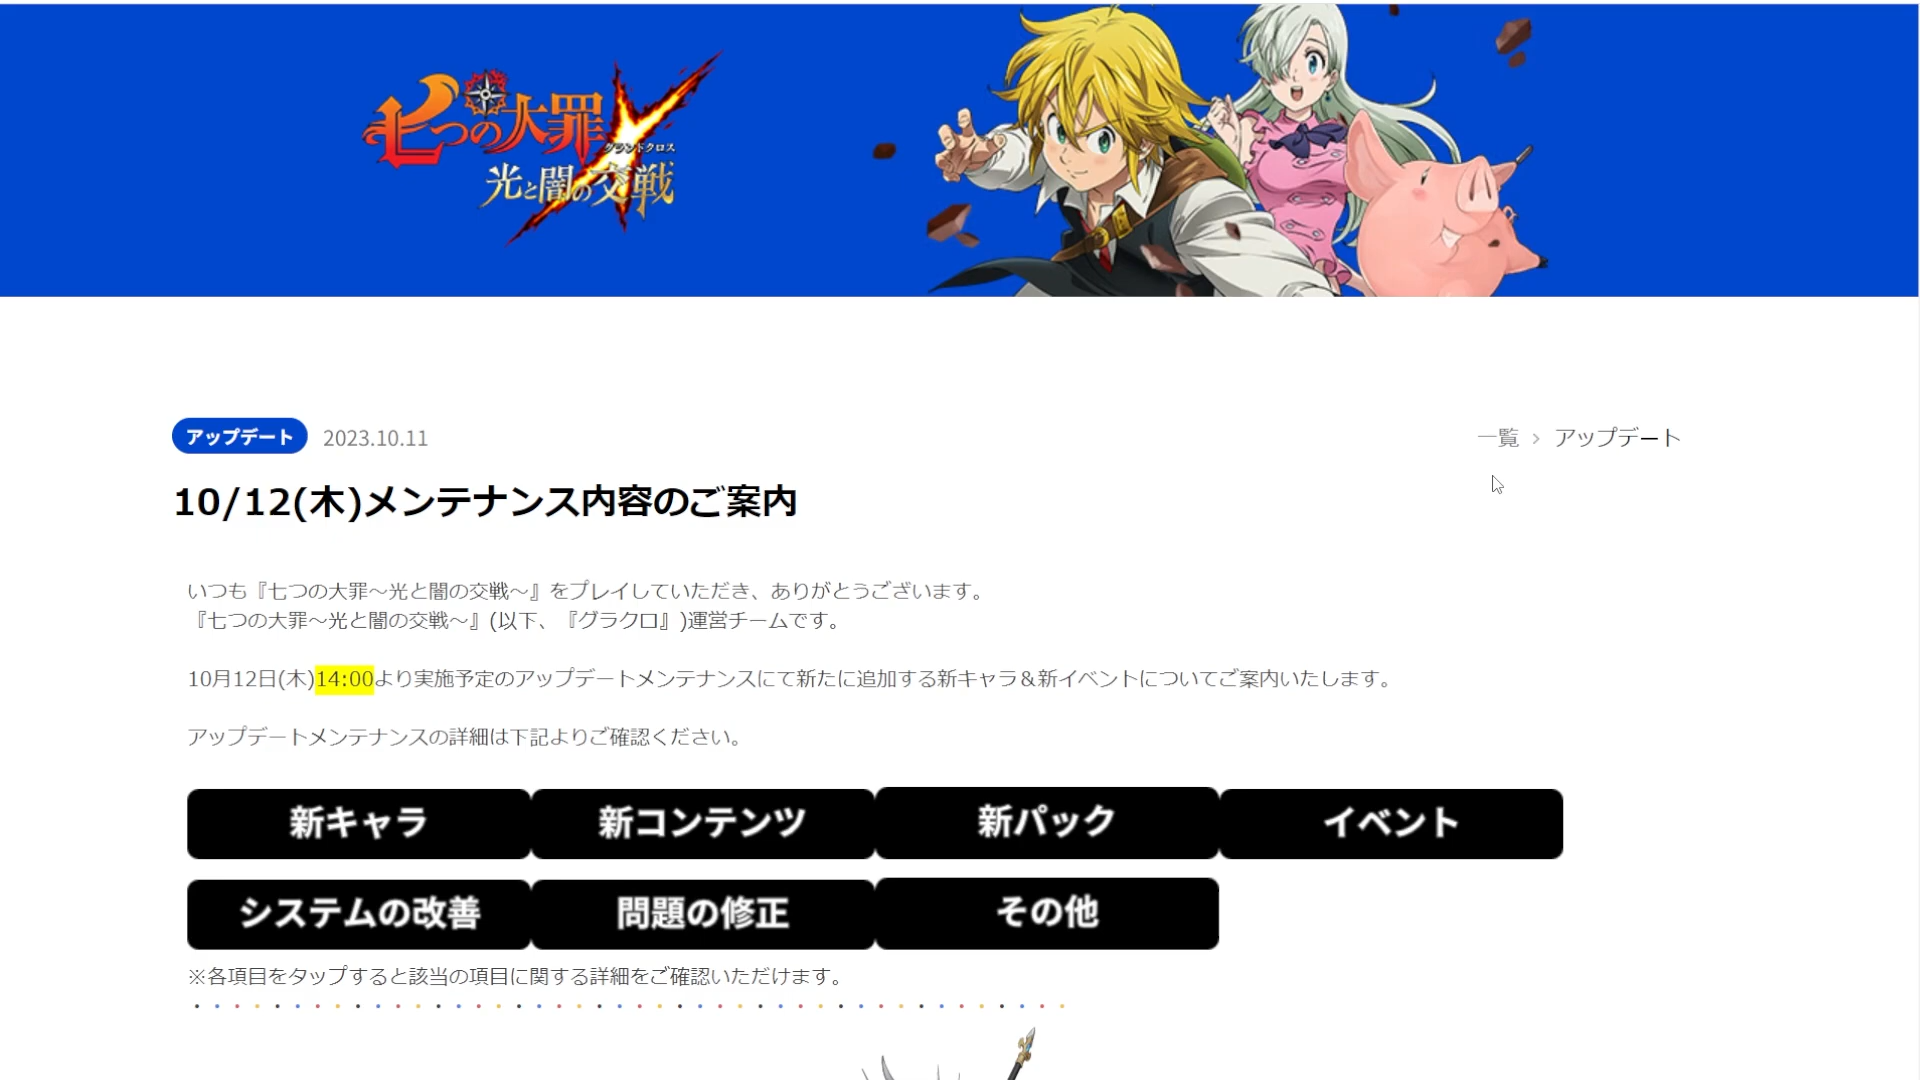 七つの大罪
グランドクロス
光と闇の交戦
アップデート 2023.10.11
一覧 › アップデート
10/12(木)メンテナンス内容のご案内
いつも『七つの大罪〜光と闇の交戦〜』をプレイしていただき、ありがとうございます。
『七つの大罪〜光と闇の交戦〜』(以下、『グラクロ』)運営チームです。
10月12日(木)14:00より実施予定のアップデートメンテナンスにて新たに追加する新キャラ＆新イベントについてご案内いたします。
アップデートメンテナンスの詳細は下記よりご確認ください。
新キャラ 新コンテンツ 新パック イベント
システムの改善 問題の修正 その他
※各項目をタップすると該当の項目に関する詳細をご確認いただけます。